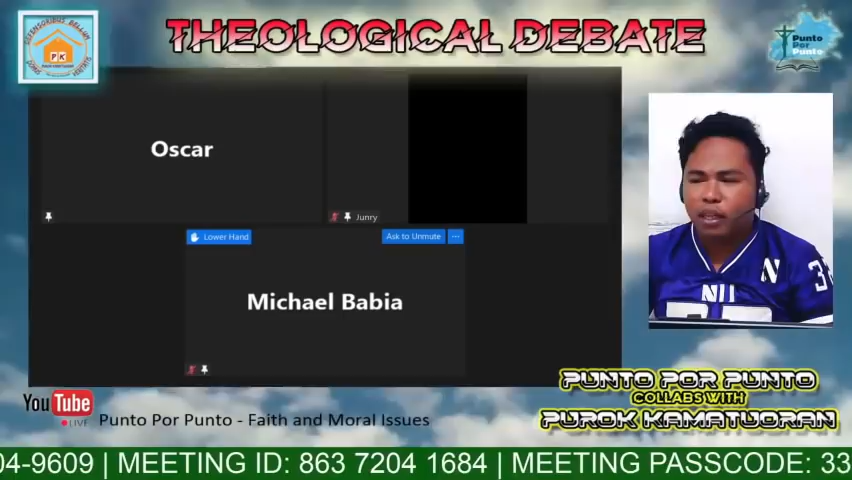 THEOLOGICAL DEBATE
PK
Punto
Por
Punto
Oscar
Junry
Lower Hand
Ask to Unmute
Michael Babia
N
NU
YouTube
LIVE
Punto Por Punto - Faith and Moral Issues
PUNTO POR PUNTO
COLLABS WITH
PUROK KAMATUORAN
04-9609 | MEETING ID: 863 7204 1684 | MEETING PASSCODE: 33